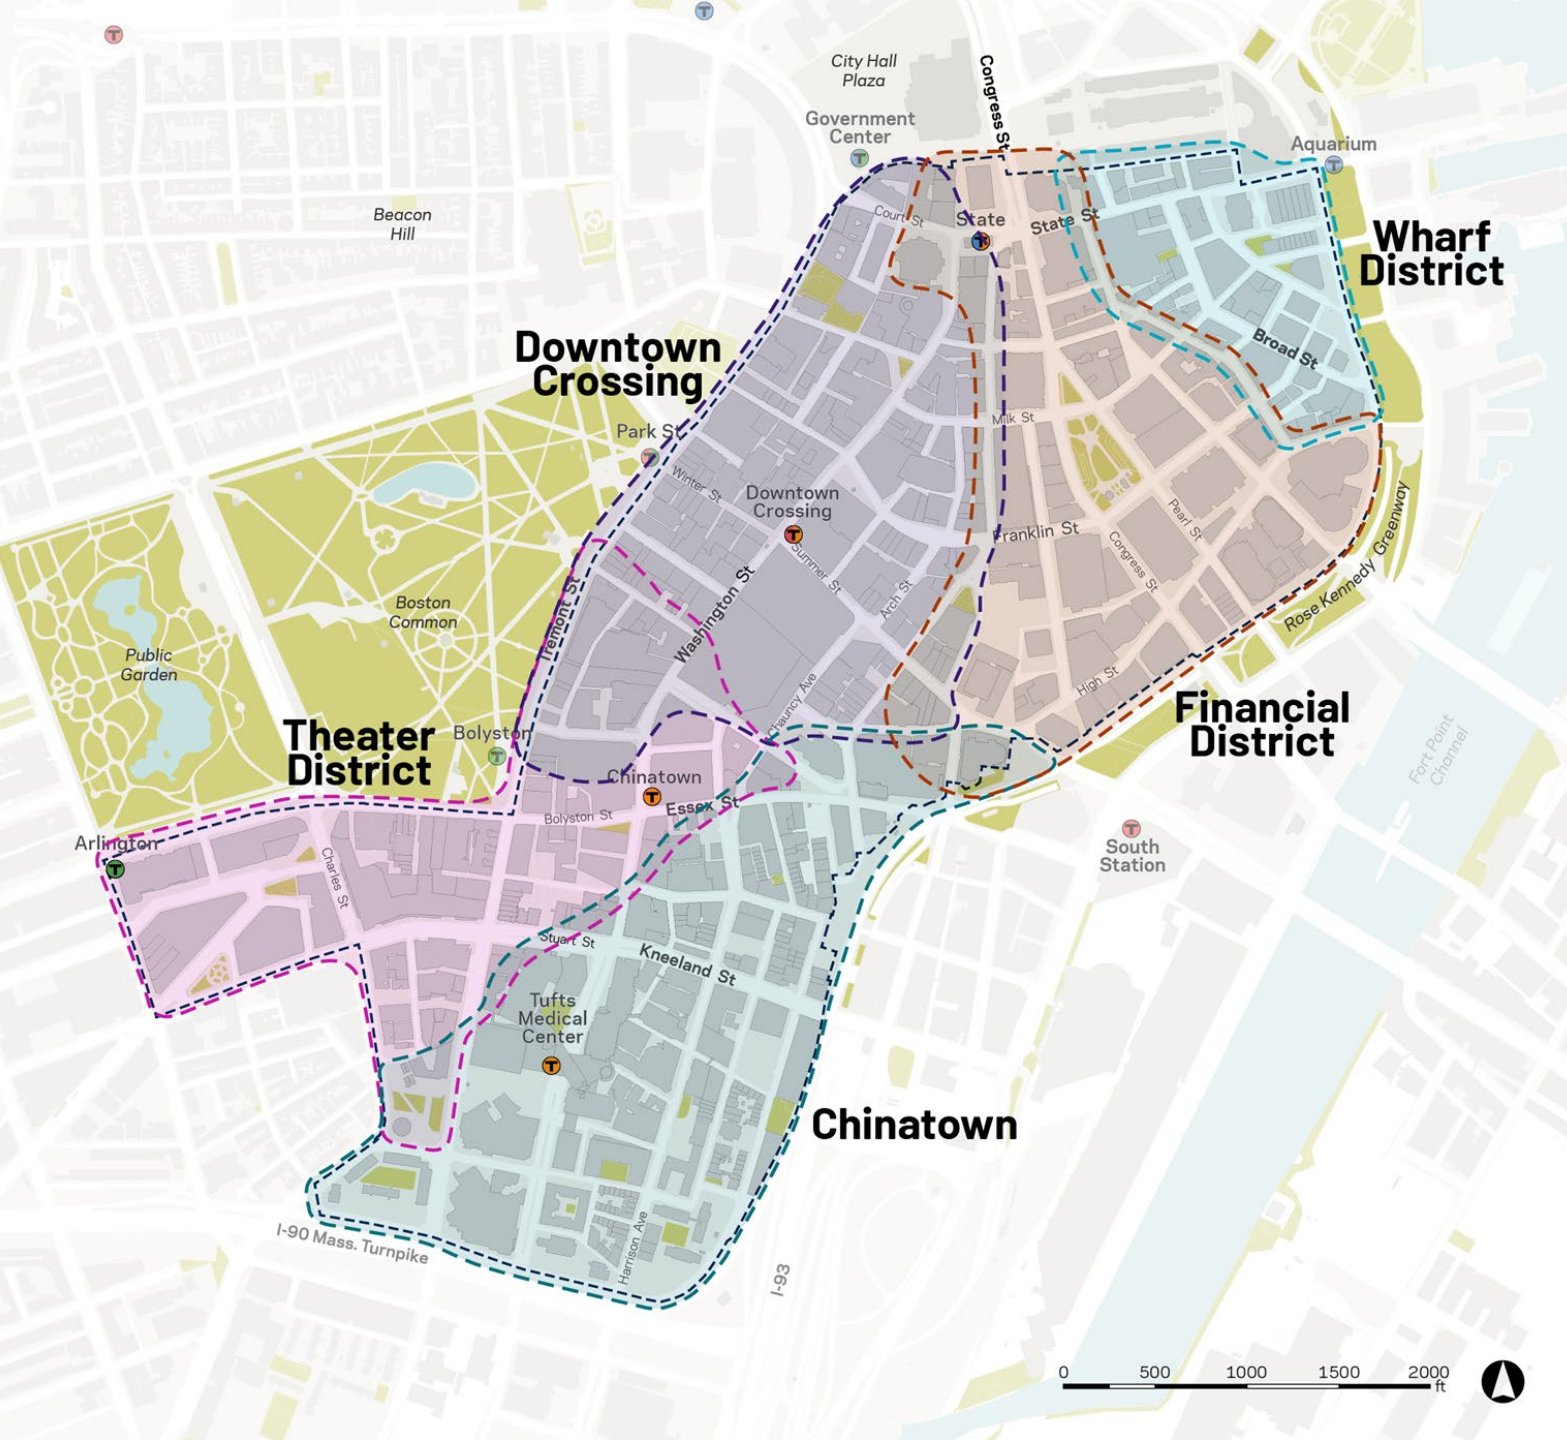 City Hall
Plaza
Congress St
Government
Center
T
Aquarium
T
T
T
Beacon
Hill
Court St
State
State St
T
Wharf
District
Downtown
Crossing
Broad St
Park St
T
Milk St
Winter St
Downtown
Crossing
T
Pearl St
Franklin St
Congress St
Summer St
Rose Kennedy Greenway
Washington St
Arch St
Tremont St
Boston
Common
Public
Garden
High St
Chauncy Ave
Financial
District
Theater
District
Bolyston
T
Fort Point
Channel
Chinatown
T
Essex St
Bolyston St
Arlington
T
Charles St
T
South
Station
Stuart St
Kneeland St
Tufts
Medical
Center
T
Chinatown
I-90 Mass. Turnpike
Harrison Ave
I-93
0 500 1000 1500 2000
ft